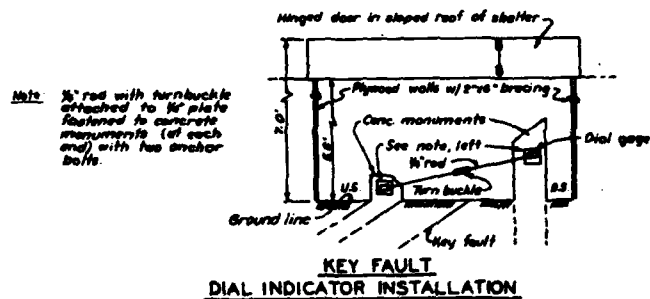 Hinged door in sloped roof of shelter
Note: ½" rod with turnbuckle
attached to ¼" plate
fastened to concrete
monuments (at each
end) with two anchor
bolts.
Plywood walls w/ 2"x6" bracing
7.0'
Conc. monuments
See note, left
Dial gage
½" rod
U.S.
Turn buckle
D.S.
Ground line
Key fault
KEY FAULT
DIAL INDICATOR INSTALLATION